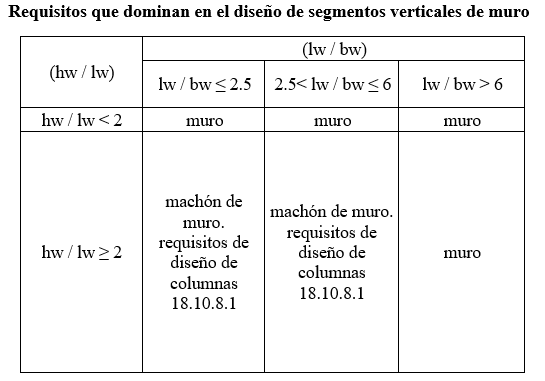 Requisitos que dominan en el diseño de segmentos verticales de muro
(hw / lw)
(lw / bw)
lw / bw ≤ 2.5
2.5< lw / bw ≤ 6
lw / bw > 6
hw / lw < 2
muro
muro
muro
hw / lw ≥ 2
machón de
muro.
requisitos de
diseño de
columnas
18.10.8.1
machón de muro.
requisitos de
diseño de
columnas
18.10.8.1
muro